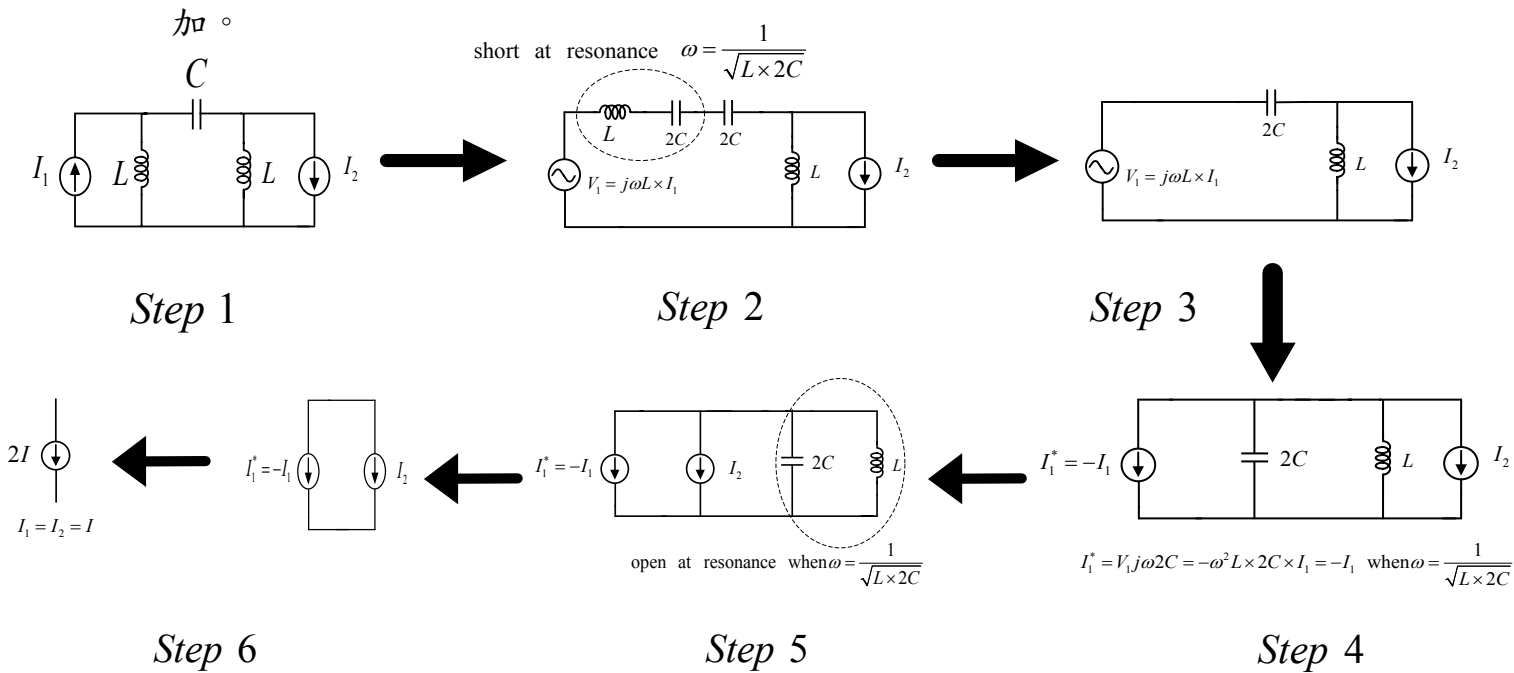 加。
C
I₁
L
L
I₂
Step 1
short at resonance ω = 1/√(L×2C)
L
2C
2C
V₁ = jωL×I₁
L
I₂
Step 2
2C
V₁ = jωL×I₁
L
I₂
Step 3
I₁* = −I₁
2C
L
I₂
I₁* = V₁jω2C = −ω²L×2C×I₁ = −I₁ when ω = 1/√(L×2C)
Step 4
I₁* = −I₁
I₂
2C
L
open at resonance when ω = 1/√(L×2C)
Step 5
I₁* = −I₁
I₂
2I
I₁ = I₂ = I
Step 6